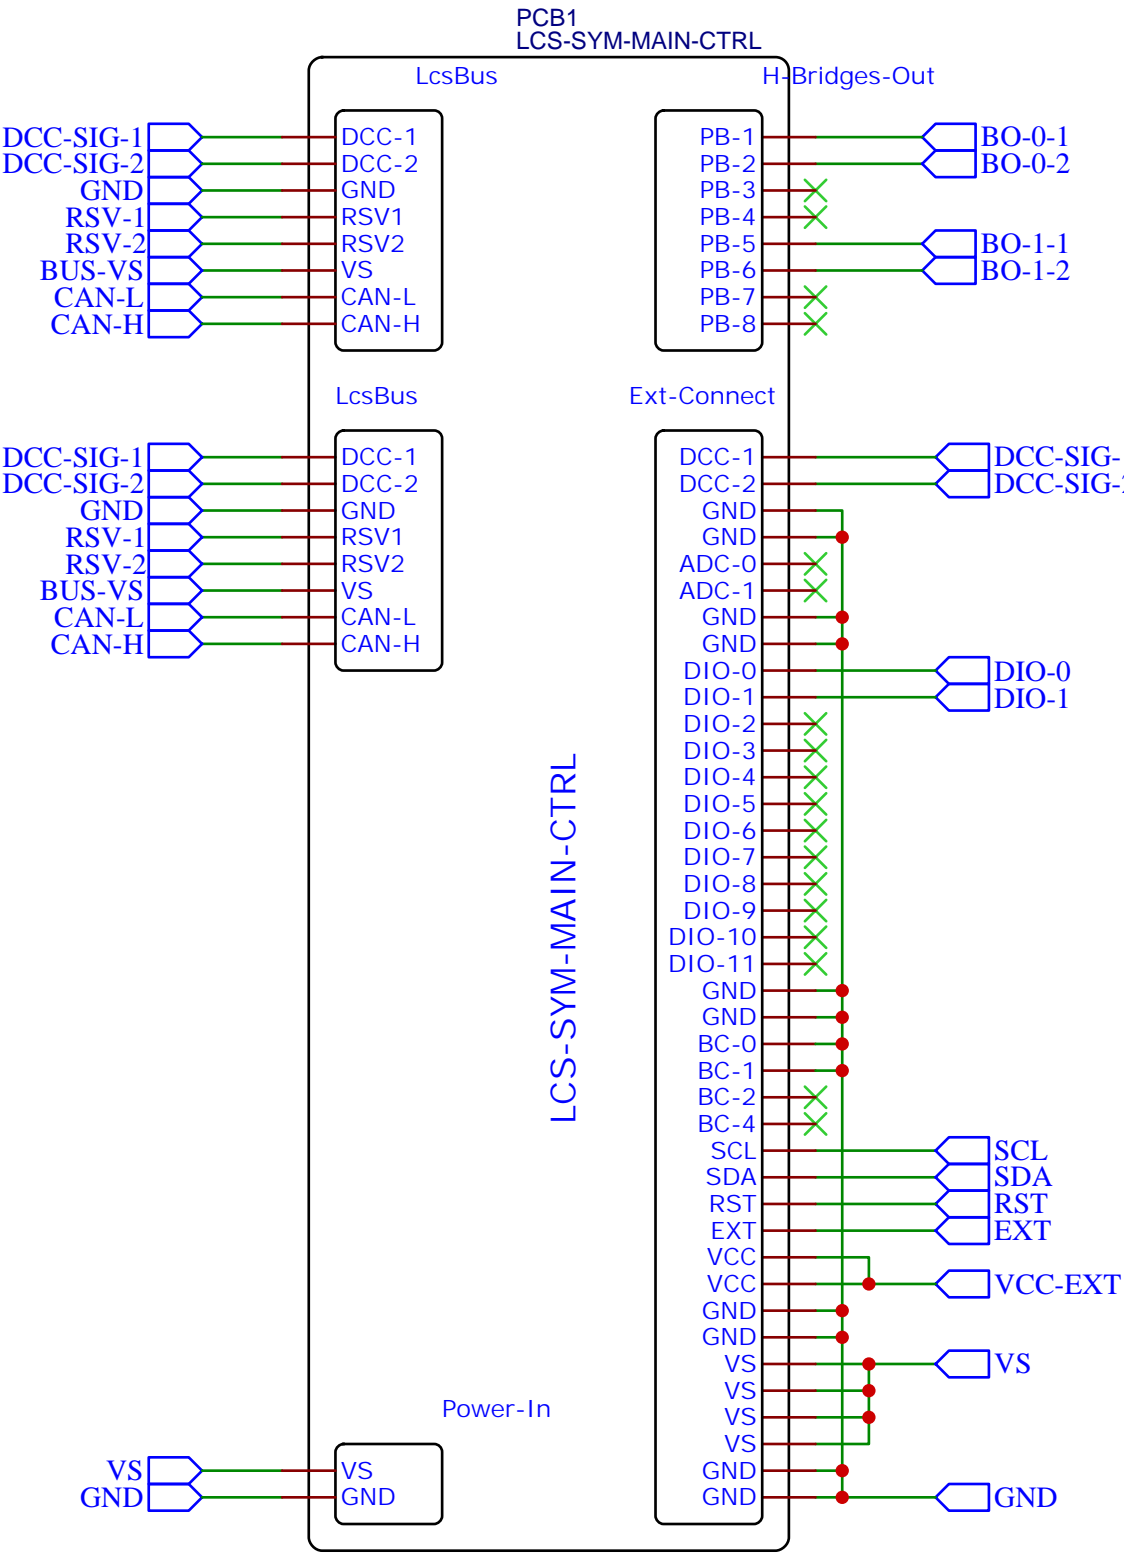 PCB1
LCS-SYM-MAIN-CTRL
LcsBus
H-Bridges-Out
DCC-SIG-1 DCC-1
DCC-SIG-2 DCC-2
GND GND
RSV-1 RSV1
RSV-2 RSV2
BUS-VS VS
CAN-L CAN-L
CAN-H CAN-H
PB-1 BO-0-1
PB-2 BO-0-2
PB-3
PB-4
PB-5 BO-1-1
PB-6 BO-1-2
PB-7
PB-8
LcsBus
Ext-Connect
DCC-SIG-1 DCC-1
DCC-SIG-2 DCC-2
GND GND
RSV-1 RSV1
RSV-2 RSV2
BUS-VS VS
CAN-L CAN-L
CAN-H CAN-H
DCC-1 DCC-SIG-
DCC-2 DCC-SIG-2
GND
GND
ADC-0
ADC-1
GND
GND
DIO-0 DIO-0
DIO-1 DIO-1
DIO-2
DIO-3
DIO-4
DIO-5
DIO-6
DIO-7
DIO-8
DIO-9
DIO-10
DIO-11
GND
GND
BC-0
BC-1
BC-2
BC-4
SCL SCL
SDA SDA
RST RST
EXT EXT
VCC
VCC VCC-EXT
GND
GND
VS VS
VS
VS
VS
GND
GND GND
LCS-SYM-MAIN-CTRL
Power-In
VS VS
GND GND